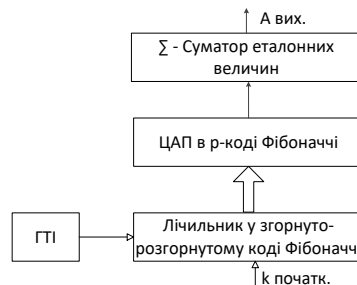 А вих.
∑ - Суматор еталонних
величин
ЦАП в р-коді Фібоначчі
ГТІ
Лічильник у згорнуто-
розгорнутому коді Фібоначч
k початк.